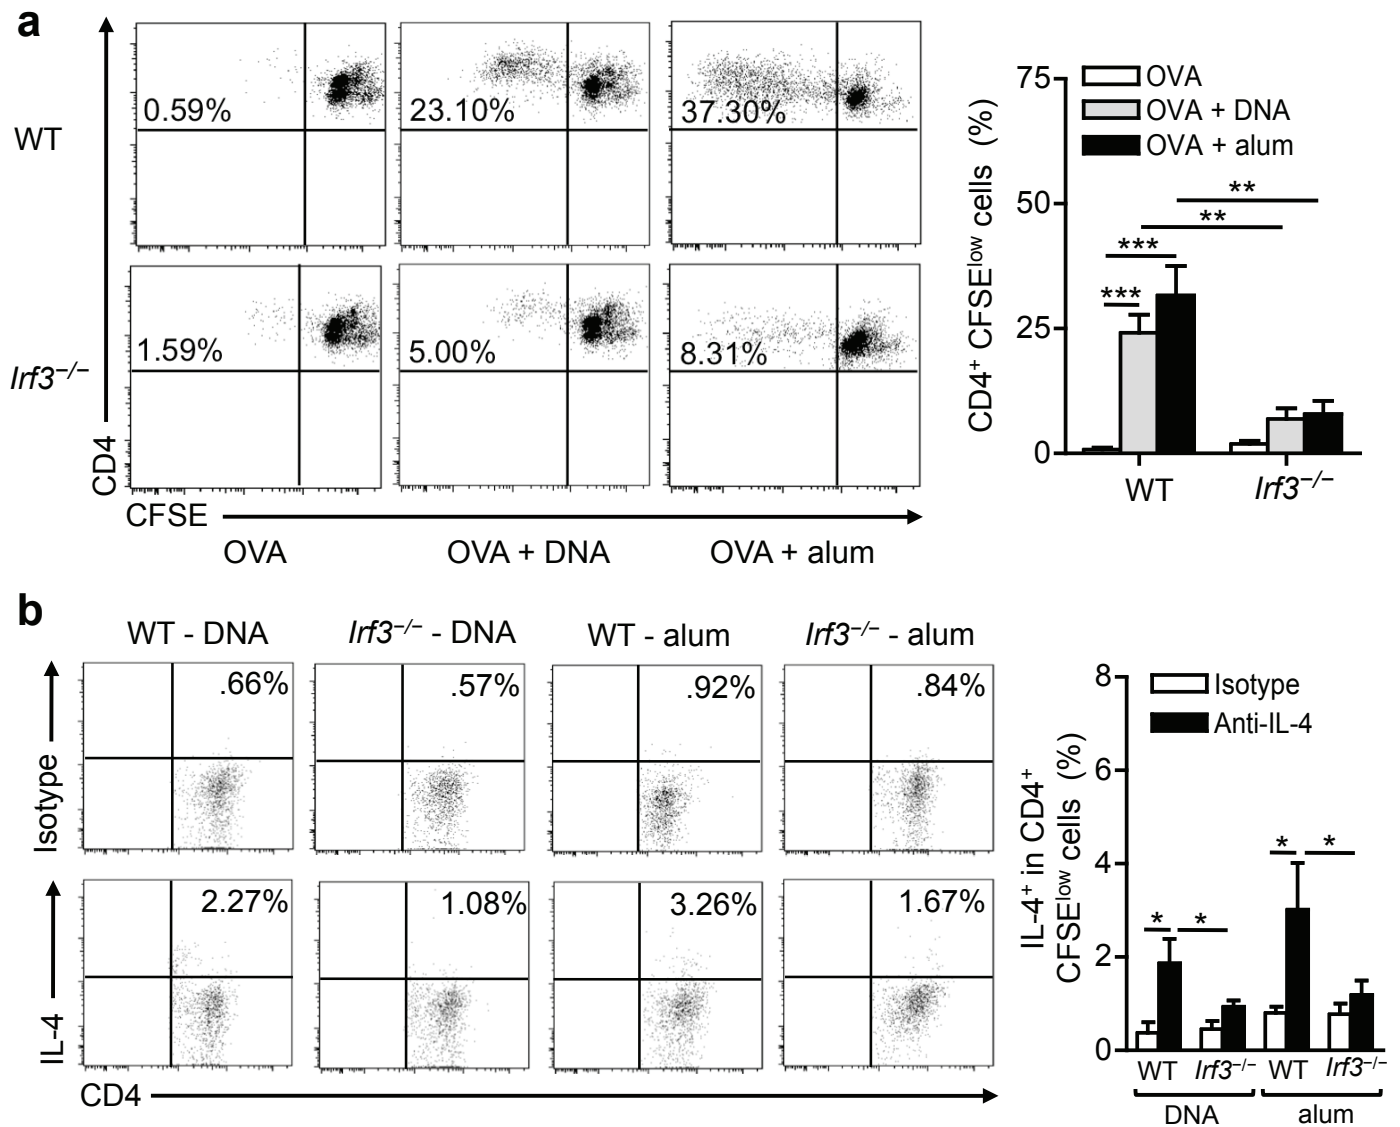 a
WT
0.59%
23.10%
37.30%
Irf3−/−
1.59%
5.00%
8.31%
CD4
CFSE
OVA
OVA + DNA
OVA + alum
CD4+ CFSElow cells (%)
75
50
25
0
OVA
OVA + DNA
OVA + alum
**
**
***
***
WT
Irf3−/−
b
WT - DNA
Irf3−/− - DNA
WT - alum
Irf3−/− - alum
Isotype
.66%
.57%
.92%
.84%
IL-4
2.27%
1.08%
3.26%
1.67%
CD4
IL-4+ in CD4+
CFSElow cells (%)
8
6
4
2
0
Isotype
Anti-IL-4
*
*
*
*
WT
Irf3−/−
WT
Irf3−/−
DNA
alum